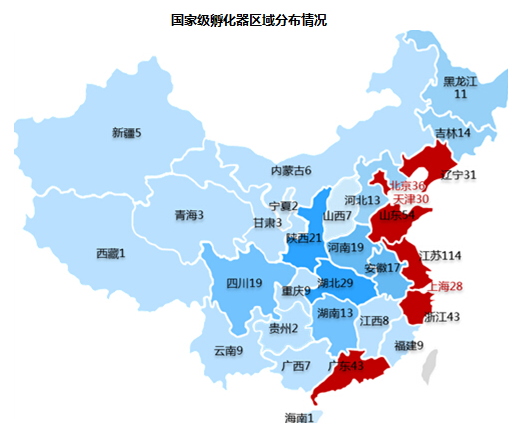 国家级孵化器区域分布情况
黑龙江
11
吉林14
新疆5
辽宁31
内蒙古6
北京36
天津30
河北13
宁夏2
山西7
山东54
青海3
甘肃3
陕西21
河南19
江苏114
西藏1
安徽17
四川19
重庆9
湖北29
上海28
湖南13
江西8
浙江43
贵州2
福建9
云南9
广西7
广东43
海南1